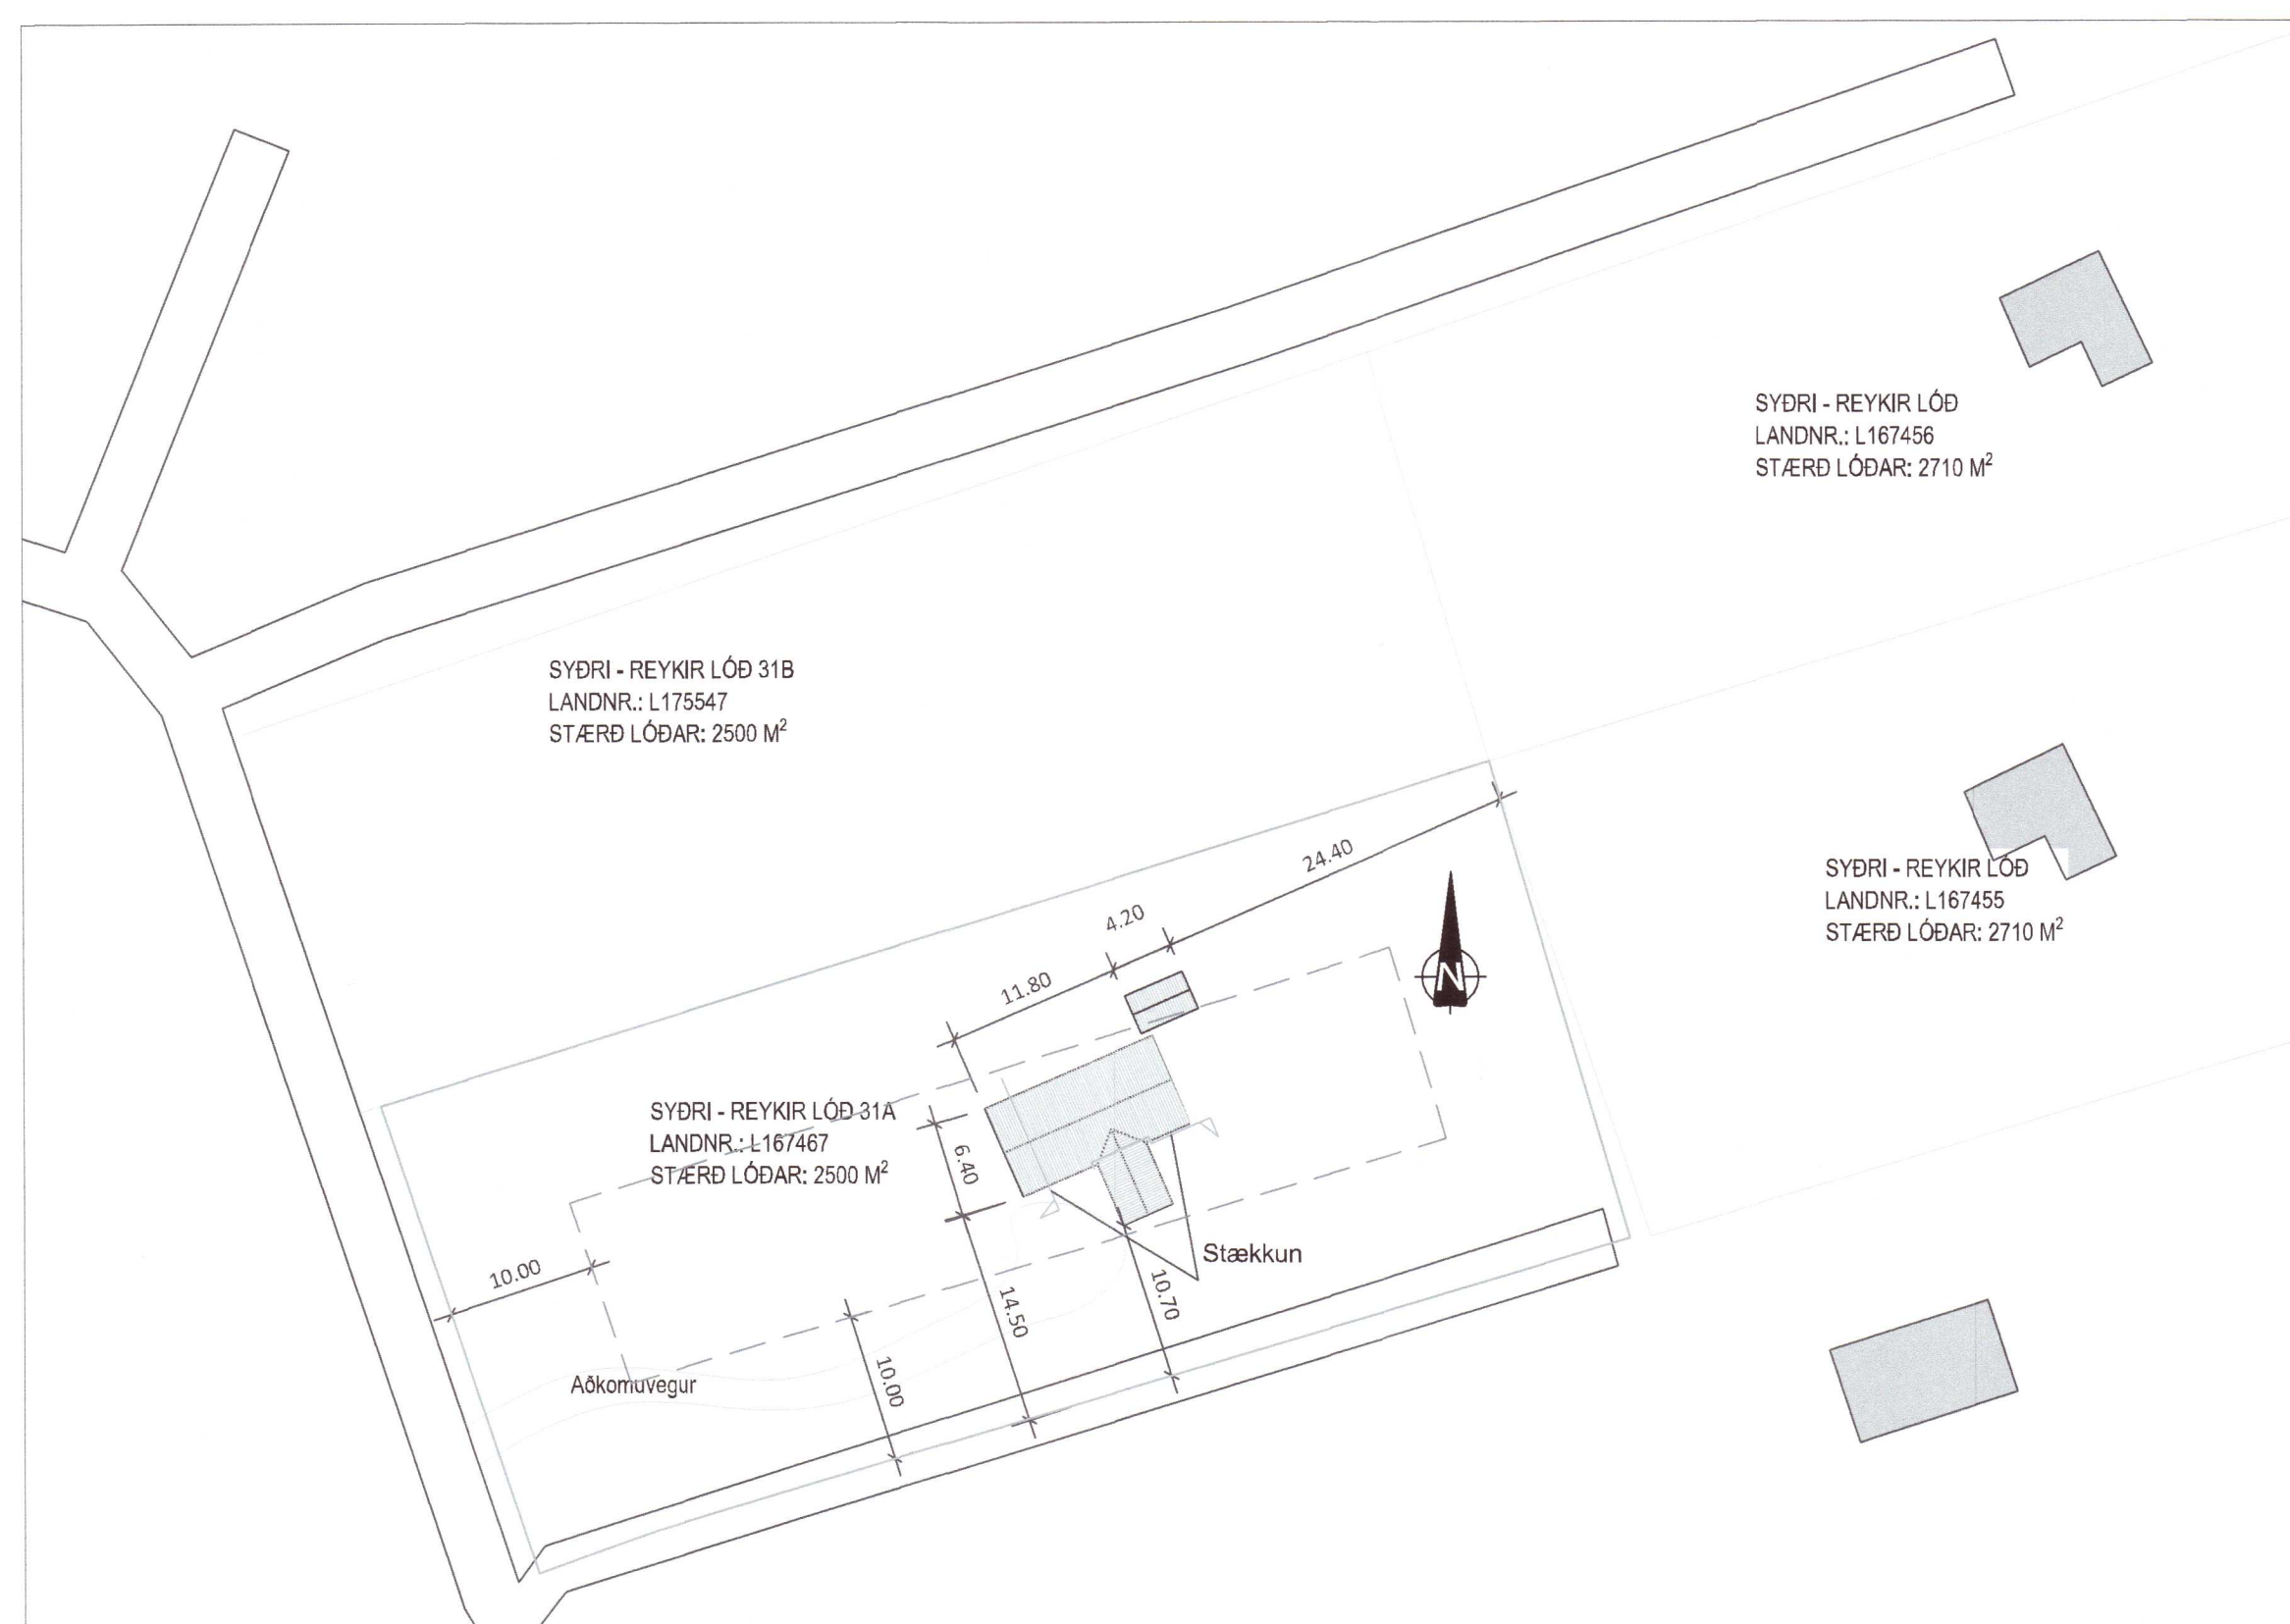 SYÐRI - REYKIR LÓÐ
LANDNR.: L167456
STÆRÐ LÓÐAR: 2710 M²
SYÐRI - REYKIR LÓÐ 31B
LANDNR.: L175547
STÆRÐ LÓÐAR: 2500 M²
24.40
4.20
11.80
N
SYÐRI - REYKIR LÓÐ
LANDNR.: L167455
STÆRÐ LÓÐAR: 2710 M²
SYÐRI - REYKIR LÓÐ 31A
LANDNR.: L167467
STÆRÐ LÓÐAR: 2500 M²
6.40
Stækkun
10.00
14.50
10.70
Aðkomuvegur
10.00